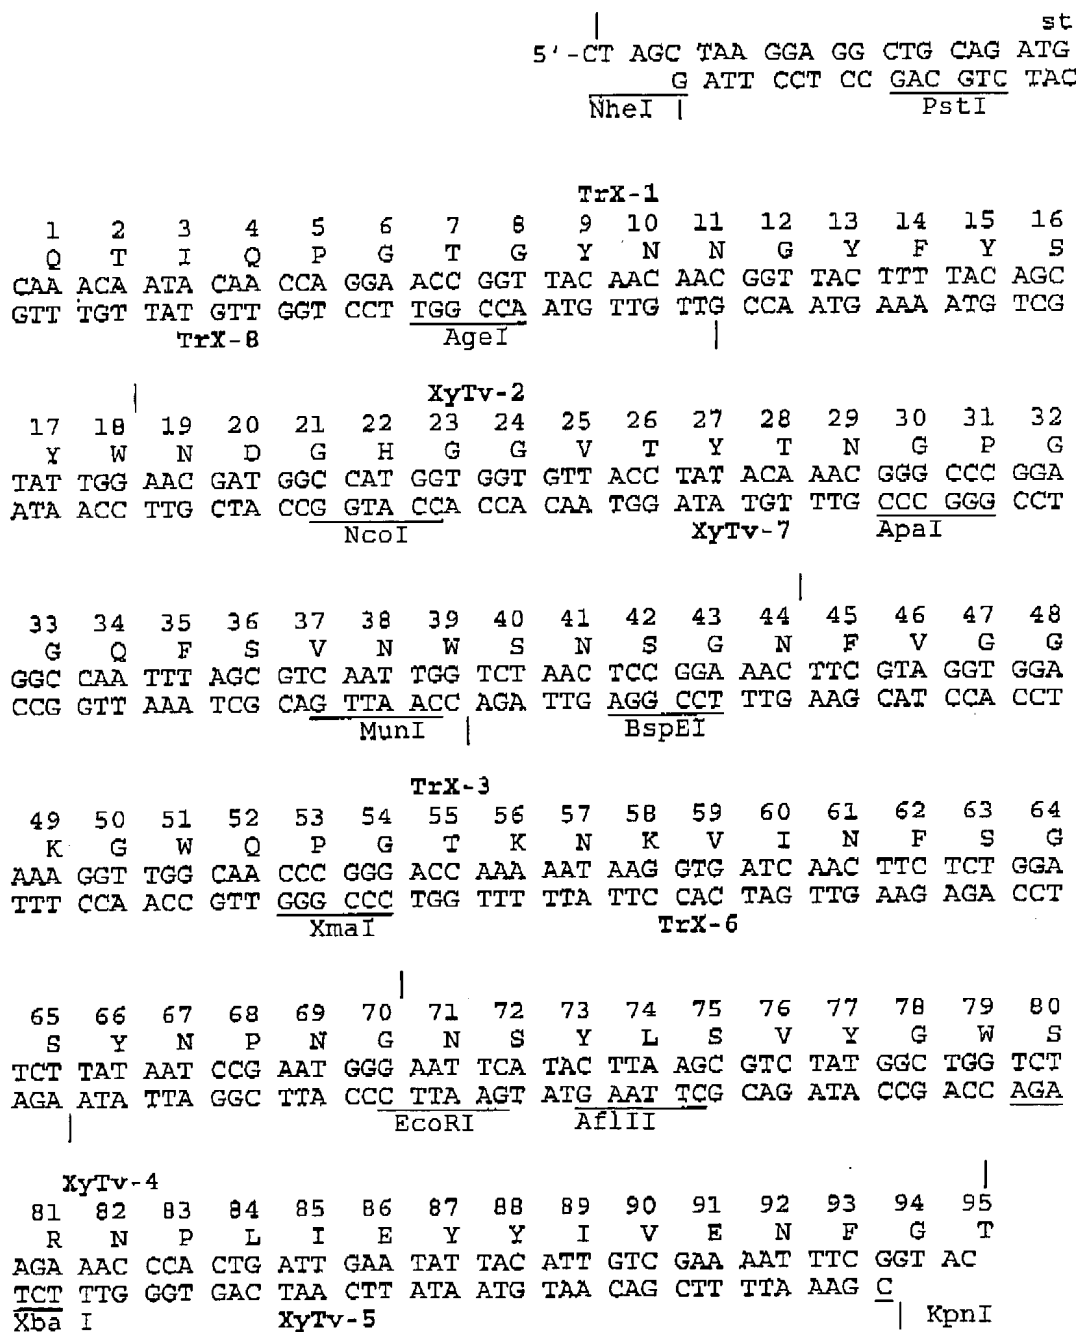 st
5'-CT AGC TAA GGA GG CTG CAG ATG
G ATT CCT CC GAC GTC TAC
NheI PstI
TrX-1
1 2 3 4 5 6 7 8 9 10 11 12 13 14 15 16
Q T I Q P G T G Y N N G Y F Y S
CAA ACA ATA CAA CCA GGA ACC GGT TAC AAC AAC GGT TAC TTT TAC AGC
GTT TGT TAT GTT GGT CCT TGG CCA ATG TTG TTG CCA ATG AAA ATG TCG
TrX-8 AgeI
XyTv-2
17 18 19 20 21 22 23 24 25 26 27 28 29 30 31 32
Y W N D G H G G V T Y T N G P G
TAT TGG AAC GAT GGC CAT GGT GGT GTT ACC TAT ACA AAC GGG CCC GGA
ATA ACC TTG CTA CCG GTA CCA CCA CAA TGG ATA TGT TTG CCC GGG CCT
NcoI XyTv-7 ApaI
33 34 35 36 37 38 39 40 41 42 43 44 45 46 47 48
G Q F S V N W S N S G N F V G G
GGC CAA TTT AGC GTC AAT TGG TCT AAC TCC GGA AAC TTC GTA GGT GGA
CCG GTT AAA TCG CAG TTA ACC AGA TTG AGG CCT TTG AAG CAT CCA CCT
MunI BspEI
TrX-3
49 50 51 52 53 54 55 56 57 58 59 60 61 62 63 64
K G W Q P G T K N K V I N F S G
AAA GGT TGG CAA CCC GGG ACC AAA AAT AAG GTG ATC AAC TTC TCT GGA
TTT CCA ACC GTT GGG CCC TGG TTT TTA TTC CAC TAG TTG AAG AGA CCT
XmaI TrX-6
65 66 67 68 69 70 71 72 73 74 75 76 77 78 79 80
S Y N P N G N S Y L S V Y G W S
TCT TAT AAT CCG AAT GGG AAT TCA TAC TTA AGC GTC TAT GGC TGG TCT
AGA ATA TTA GGC TTA CCC TTA AGT ATG AAT TCG CAG ATA CCG ACC AGA
EcoRI AflII
XyTv-4
81 82 83 84 85 86 87 88 89 90 91 92 93 94 95
R N P L I E Y Y I V E N F G T
AGA AAC CCA CTG ATT GAA TAT TAC ATT GTC GAA AAT TTC GGT AC
TCT TTG GGT GAC TAA CTT ATA ATG TAA CAG CTT TTA AAG C
Xba I XyTv-5 KpnI